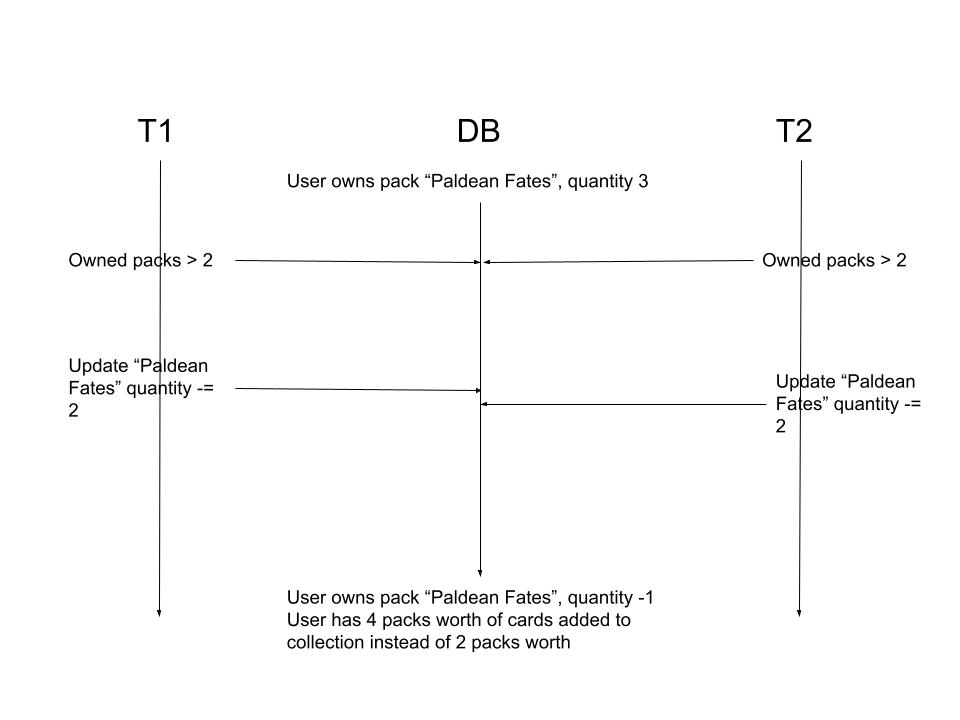 T1
DB
T2
User owns pack “Paldean Fates”, quantity 3
Owned packs > 2
Owned packs > 2
Update “Paldean
Fates” quantity -=
2
Update “Paldean
Fates” quantity -=
2
User owns pack “Paldean Fates”, quantity -1
User has 4 packs worth of cards added to
collection instead of 2 packs worth